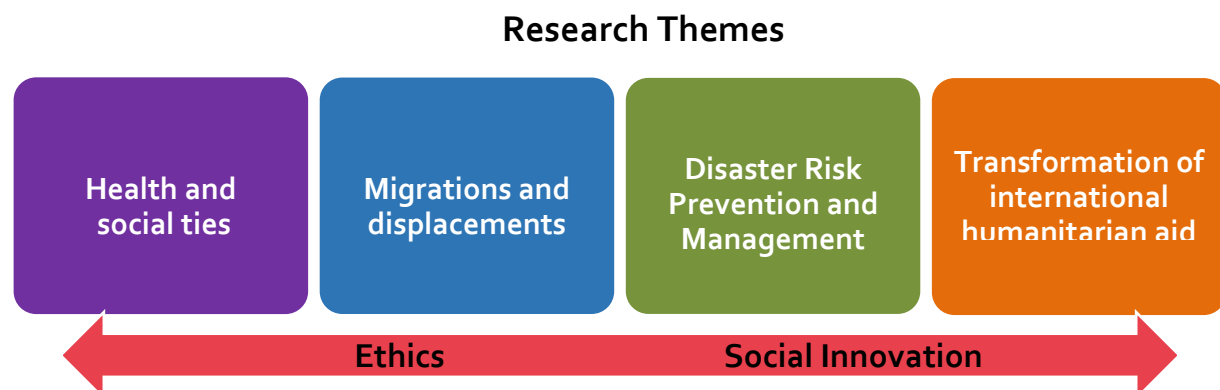 Research Themes
Health and
social ties
Migrations and
displacements
Disaster Risk
Prevention and
Management
Transformation of
international
humanitarian aid
Ethics
Social Innovation